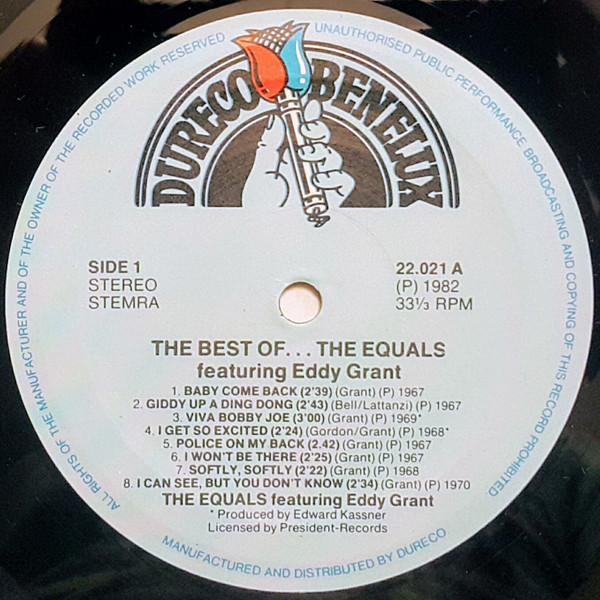 ALL RIGHTS OF THE MANUFACTURER AND OF THE OWNER OF THE RECORDED WORK RESERVED
UNAUTHORISED PUBLIC PERFORMANCE BROADCASTING AND COPYING OF THIS RECORD PROHIBITED
DURECO BENELUX
SIDE 1
STEREO
STEMRA
22.021 A
(P) 1982
33⅓ RPM
THE BEST OF... THE EQUALS
featuring Eddy Grant
1. BABY COME BACK (2'39) (Grant) (P) 1967
2. GIDDY UP A DING DONG (2'43) (Bell/Lattanzi) (P) 1967
3. VIVA BOBBY JOE (3'00) (Grant) (P) 1969*
4. I GET SO EXCITED (2'24) (Gordon/Grant) (P) 1968*
5. POLICE ON MY BACK (2.42) (Grant) (P) 1967
6. I WON'T BE THERE (2'25) (Grant) (P) 1967
7. SOFTLY, SOFTLY (2'22) (Grant) (P) 1968
8. I CAN SEE, BUT YOU DON'T KNOW (2'34) (Grant) (P) 1970
THE EQUALS featuring Eddy Grant
* Produced by Edward Kassner
Licensed by President-Records
MANUFACTURED AND DISTRIBUTED BY DURECO